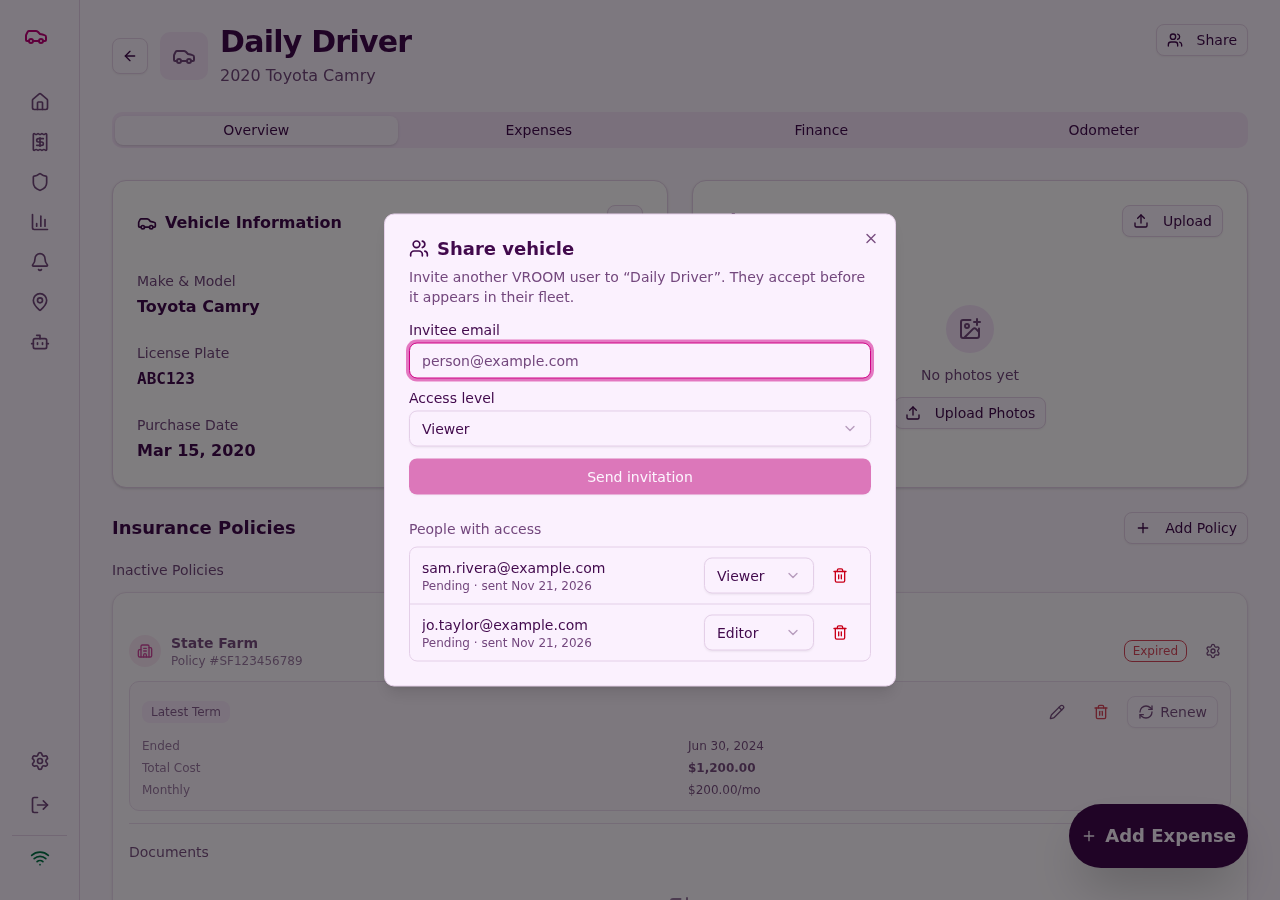 Daily Driver
2020 Toyota Camry
Share
Overview
Expenses
Finance
Odometer
Vehicle Information
Upload
Make & Model
Toyota Camry
License Plate
ABC123
Purchase Date
Mar 15, 2020
No photos yet
Upload Photos
Share vehicle
Invite another VROOM user to “Daily Driver”. They accept before
it appears in their fleet.
Invitee email
person@example.com
Access level
Viewer
Send invitation
People with access
sam.rivera@example.com
Pending · sent Nov 21, 2026
Viewer
jo.taylor@example.com
Pending · sent Nov 21, 2026
Editor
Insurance Policies
Add Policy
Inactive Policies
State Farm
Policy #SF123456789
Expired
Latest Term
Renew
Ended
Jun 30, 2024
Total Cost
$1,200.00
Monthly
$200.00/mo
Documents
Add Expense